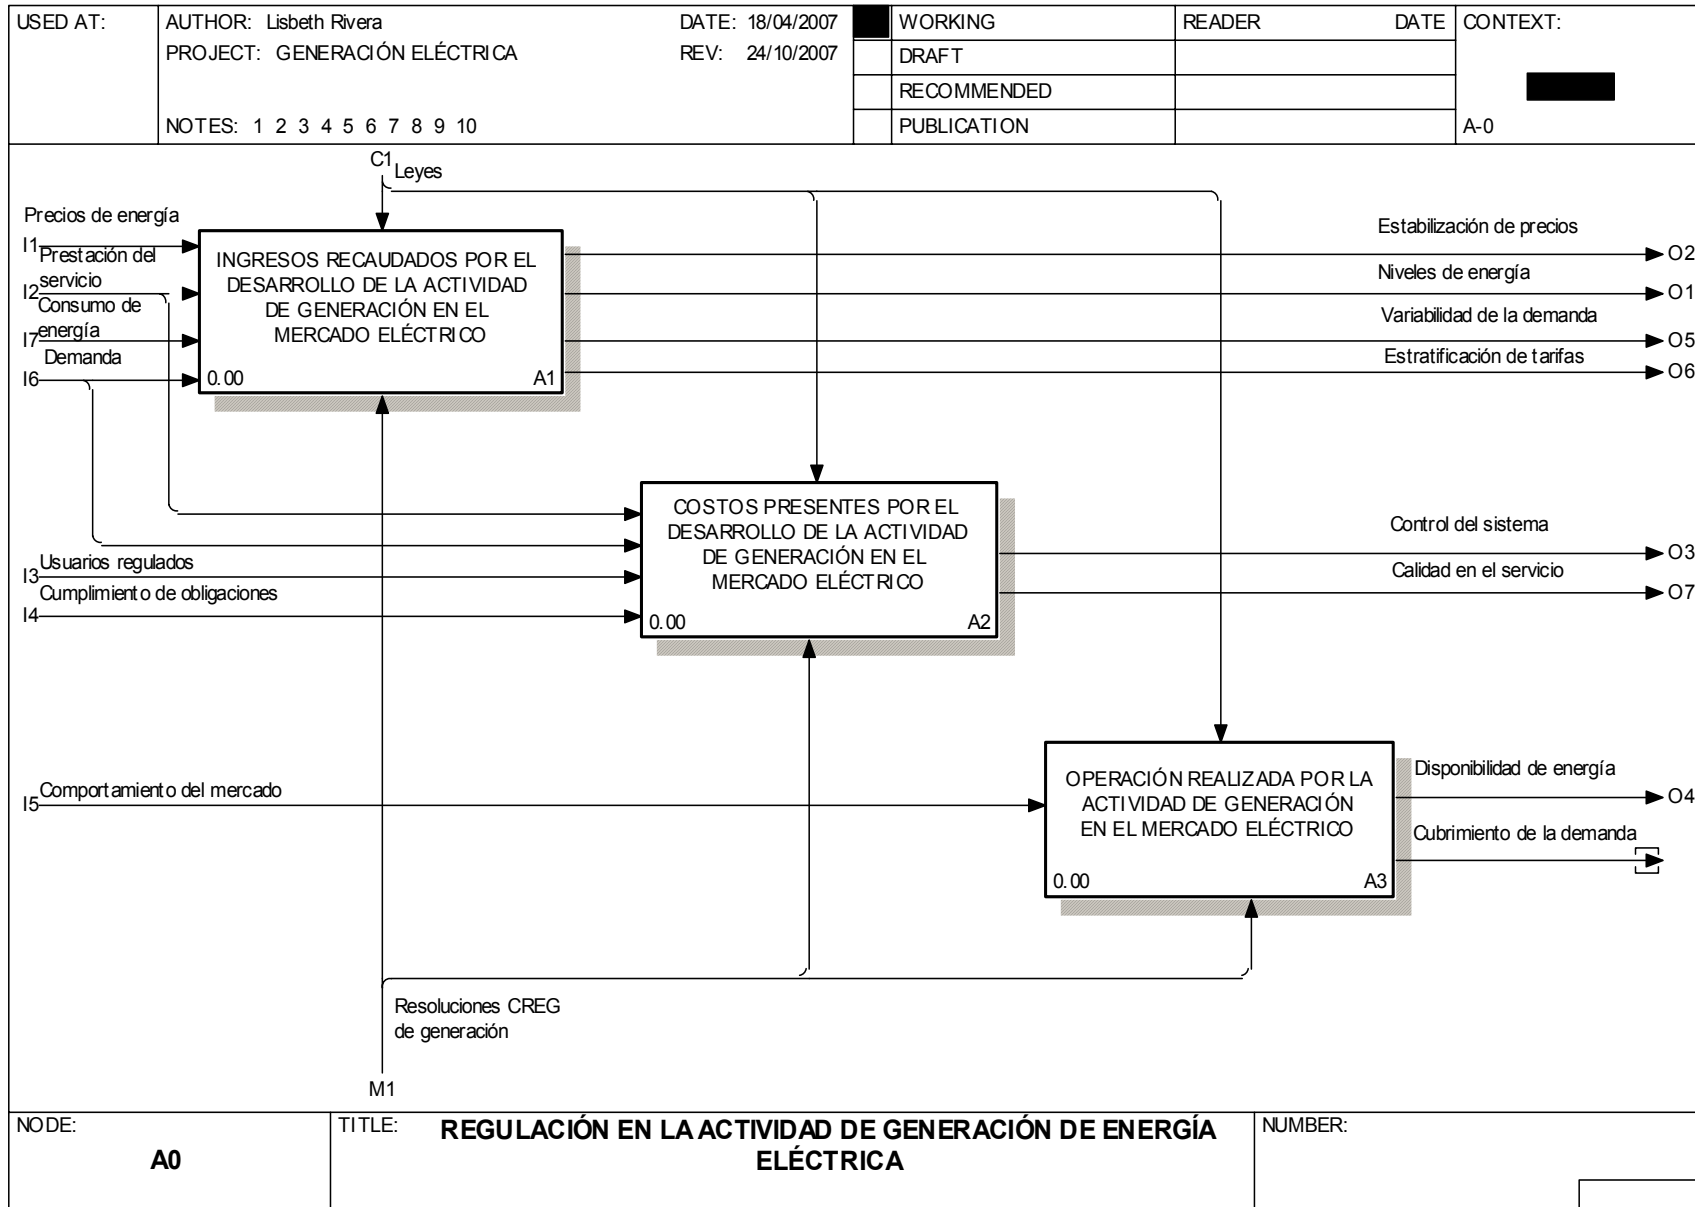 USED AT:
AUTHOR: Lisbeth Rivera
DATE: 18/04/2007
PROJECT: GENERACIÓN ELÉCTRICA
REV: 24/10/2007
NOTES: 1 2 3 4 5 6 7 8 9 10
WORKING
DRAFT
RECOMMENDED
PUBLICATION
READER
DATE
CONTEXT:
A-0
C1
Leyes
Precios de energía
I1
Prestación del
servicio
I2
Consumo de
energía
I7
Demanda
I6
INGRESOS RECAUDADOS POR EL
DESARROLLO DE LA ACTIVIDAD
DE GENERACIÓN EN EL
MERCADO ELÉCTRICO
0.00
A1
Estabilización de precios
O2
Niveles de energía
O1
Variabilidad de la demanda
O5
Estratificación de tarifas
O6
COSTOS PRESENTES POR EL
DESARROLLO DE LA ACTIVIDAD
DE GENERACIÓN EN EL
MERCADO ELÉCTRICO
0.00
A2
Usuarios regulados
I3
Cumplimiento de obligaciones
I4
Control del sistema
O3
Calidad en el servicio
O7
Comportamiento del mercado
I5
OPERACIÓN REALIZADA POR LA
ACTIVIDAD DE GENERACIÓN
EN EL MERCADO ELÉCTRICO
0.00
A3
Disponibilidad de energía
O4
Cubrimiento de la demanda
Resoluciones CREG
de generación
M1
NODE:
A0
TITLE:
REGULACIÓN EN LA ACTIVIDAD DE GENERACIÓN DE ENERGÍA
ELÉCTRICA
NUMBER: